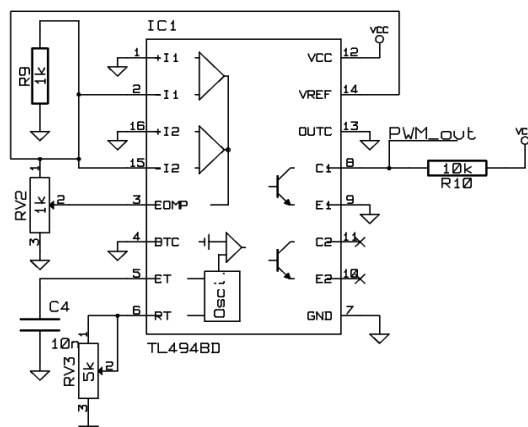 IC1
VCC
1 +I1 VCC 12
R9 1k
2 -I1 VREF 14
16 +I2 OUTC 13
PWM_out
VCC
15 -I2 C1 8
10k
R10
1
RV2 1k 2
3 COMP E1 9
3
4 BTC C2 11
5 CT E2 10
C4
10n
Osci.
6 RT GND 7
TL494BD
1
RV3 5k 2
3